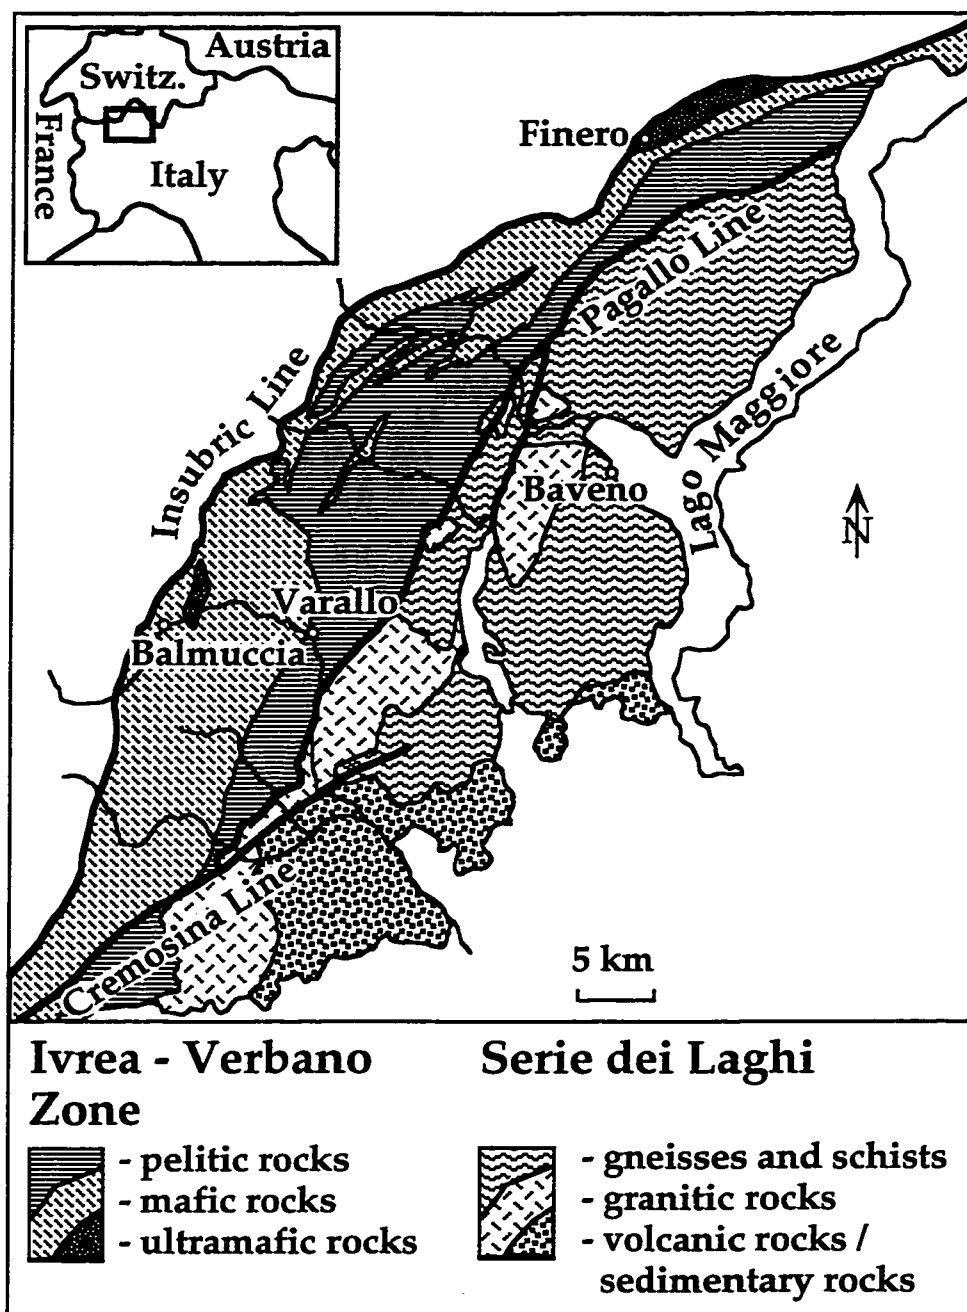 Austria
Switz.
France
Italy
Finero
Pagallo Line
Insubric Line
Lago Maggiore
Baveno
N
Varallo
Balmuccia
Cremosina Line
5 km
Ivrea - Verbano
Zone
- pelitic rocks
- mafic rocks
- ultramafic rocks
Serie dei Laghi
- gneisses and schists
- granitic rocks
- volcanic rocks /
sedimentary rocks